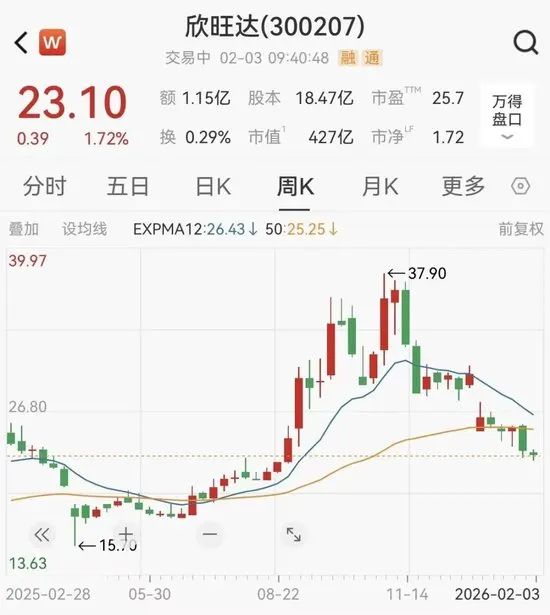 欣旺达(300207)
W
交易中 02-03 09:40:48 融 通
23.10
0.39 1.72%
额 1.15亿 股本 18.47亿 市盈TTM 25.7
换 0.29% 市值1 427亿 市净LF 1.72
万得
盘口
分时 五日 日K 周K 月K 更多
叠加 设均线 EXPMA12:26.43↓ 50:25.25↓ 前复权
39.97
←37.90
26.80
←15.70
13.63
2025-02-28 05-30 08-22 11-14 2026-02-03